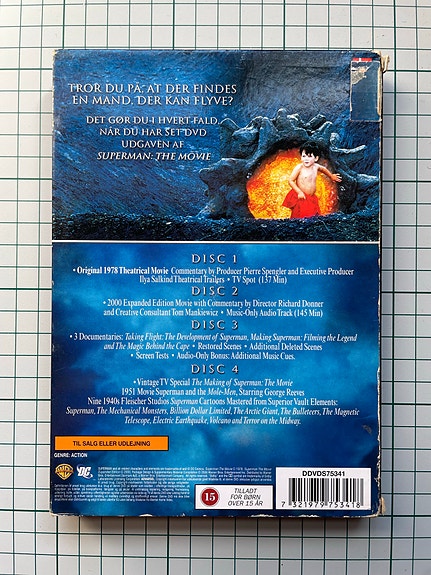 TROR DU PÅ, AT DER FINDES
EN MAND, DER KAN FLYVE?
DET GØR DU I HVERT FALD,
NÅR DU HAR SET DVD
UDGAVEN AF
SUPERMAN: THE MOVIE
DISC 1
• Original 1978 Theatrical Movie Commentary by Producer Pierre Spengler and Executive Producer
Ilya Salkind Theatrical Trailers • TV Spot (137 Min)
DISC 2
• 2000 Expanded Edition Movie with Commentary by Director Richard Donner
and Creative Consultant Tom Mankiewicz • Music-Only Audio Track (145 Min)
DISC 3
• 3 Documentaries: Taking Flight: The Development of Superman, Making Superman: Filming the Legend
and The Magic Behind the Cape • Restored Scenes • Additional Deleted Scenes
• Screen Tests • Audio-Only Bonus: Additional Music Cues.
DISC 4
• Vintage TV Special The Making of Superman: The Movie
1951 Movie Superman and the Mole-Men, Starring George Reeves
Nine 1940s Fleischer Studios Superman Cartoons Mastered from Superior Vault Elements:
Superman, The Mechanical Monsters, Billion Dollar Limited, The Arctic Giant, The Bulleteers, The Magnetic
Telescope, Electric Earthquake, Volcano and Terror on the Midway.
TIL SALG ELLER UDLEJNING
GENRE: ACTION
DC
15
TILLADT
FOR BØRN
OVER 15 ÅR
DDVDS75341
7 321979 753418